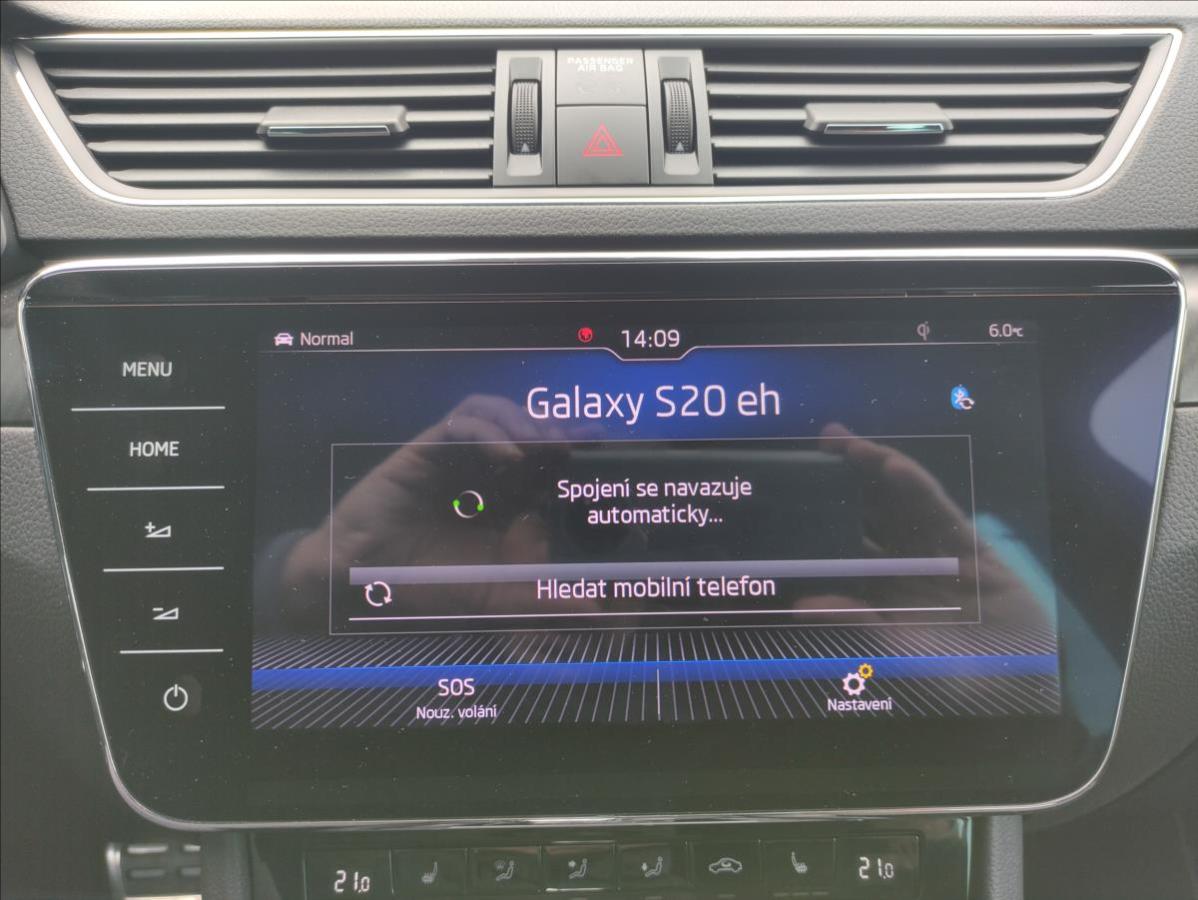 PASSENGER
AIR BAG
Normal
14:09
6.0°C
MENU
Galaxy S20 eh
HOME
Spojení se navazuje
automaticky...
Hledat mobilní telefon
SOS
Nouz. volání
Nastavení
21.0
21.0